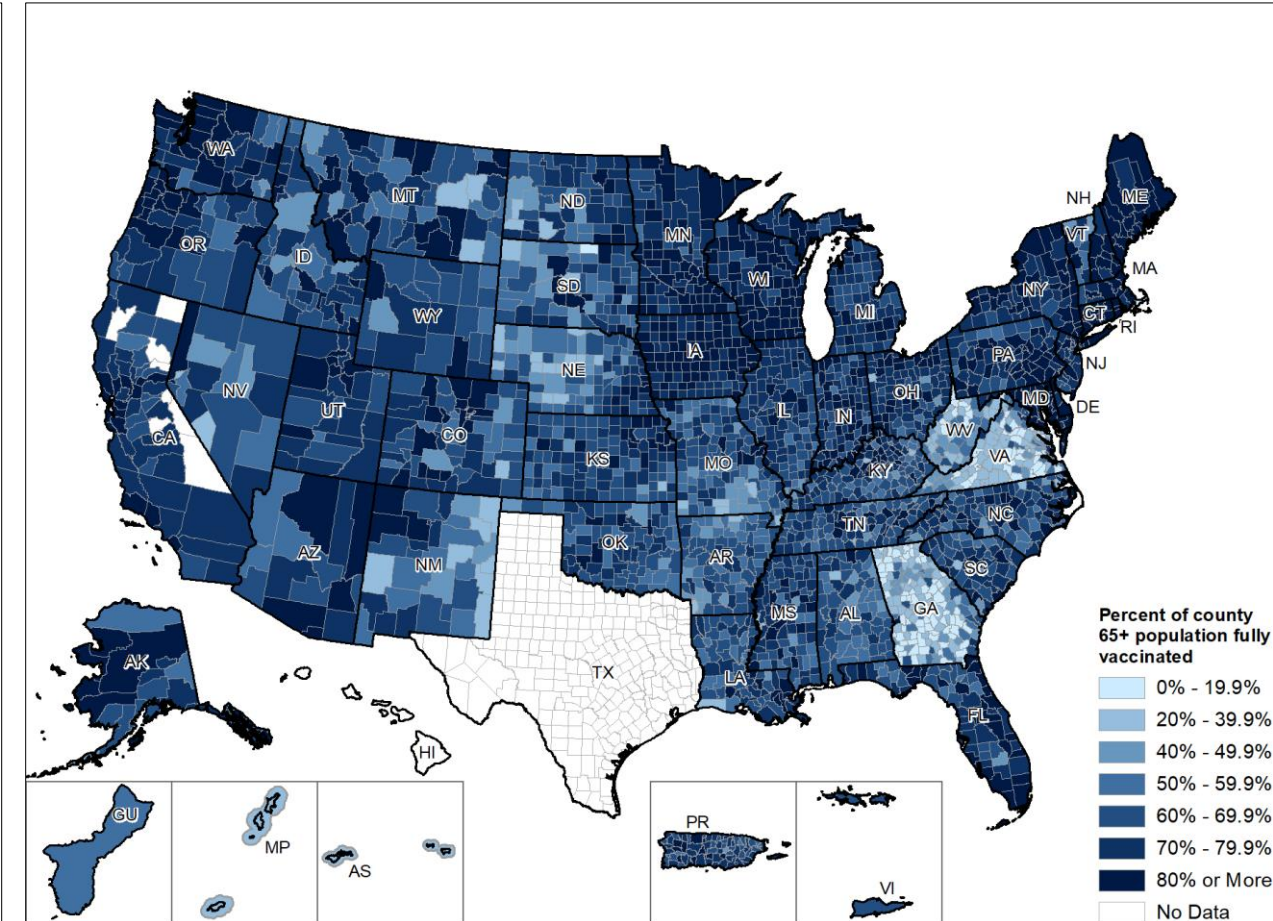 WA
MT
ND
MN
OR
ID
SD
WI
WY
MI
NH
ME
VT
NY
MA
CT
RI
NV
UT
CO
NE
IA
IL
IN
OH
PA
NJ
MD
DE
CA
KS
MO
KY
WV
VA
AZ
NM
OK
AR
TN
NC
SC
TX
LA
MS
AL
GA
FL
AK
HI
GU
MP
AS
PR
VI
Percent of county
65+ population fully
vaccinated
0% - 19.9%
20% - 39.9%
40% - 49.9%
50% - 59.9%
60% - 69.9%
70% - 79.9%
80% or More
No Data